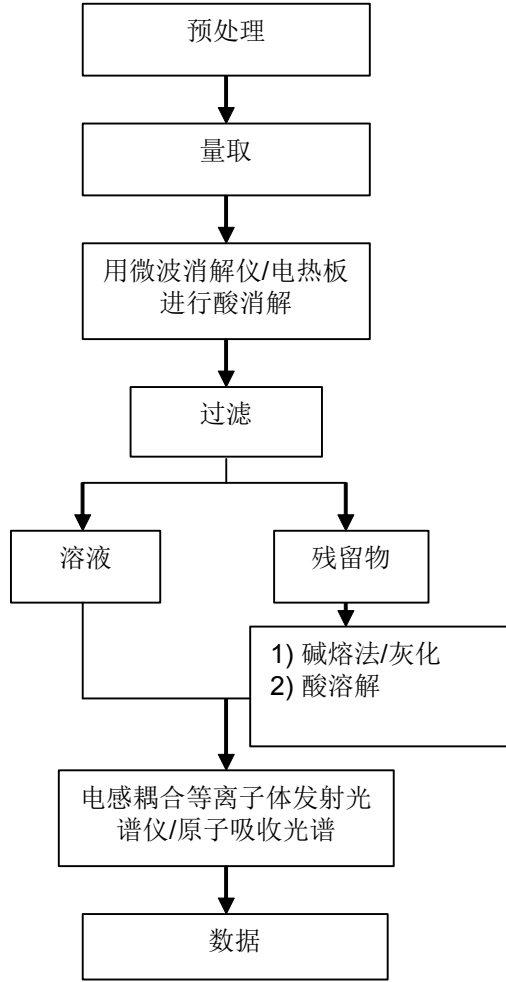 预处理
量取
用微波消解仪/电热板
进行酸消解
过滤
溶液
残留物
1) 碱熔法/灰化
2) 酸溶解
电感耦合等离子体发射光
谱仪/原子吸收光谱
数据